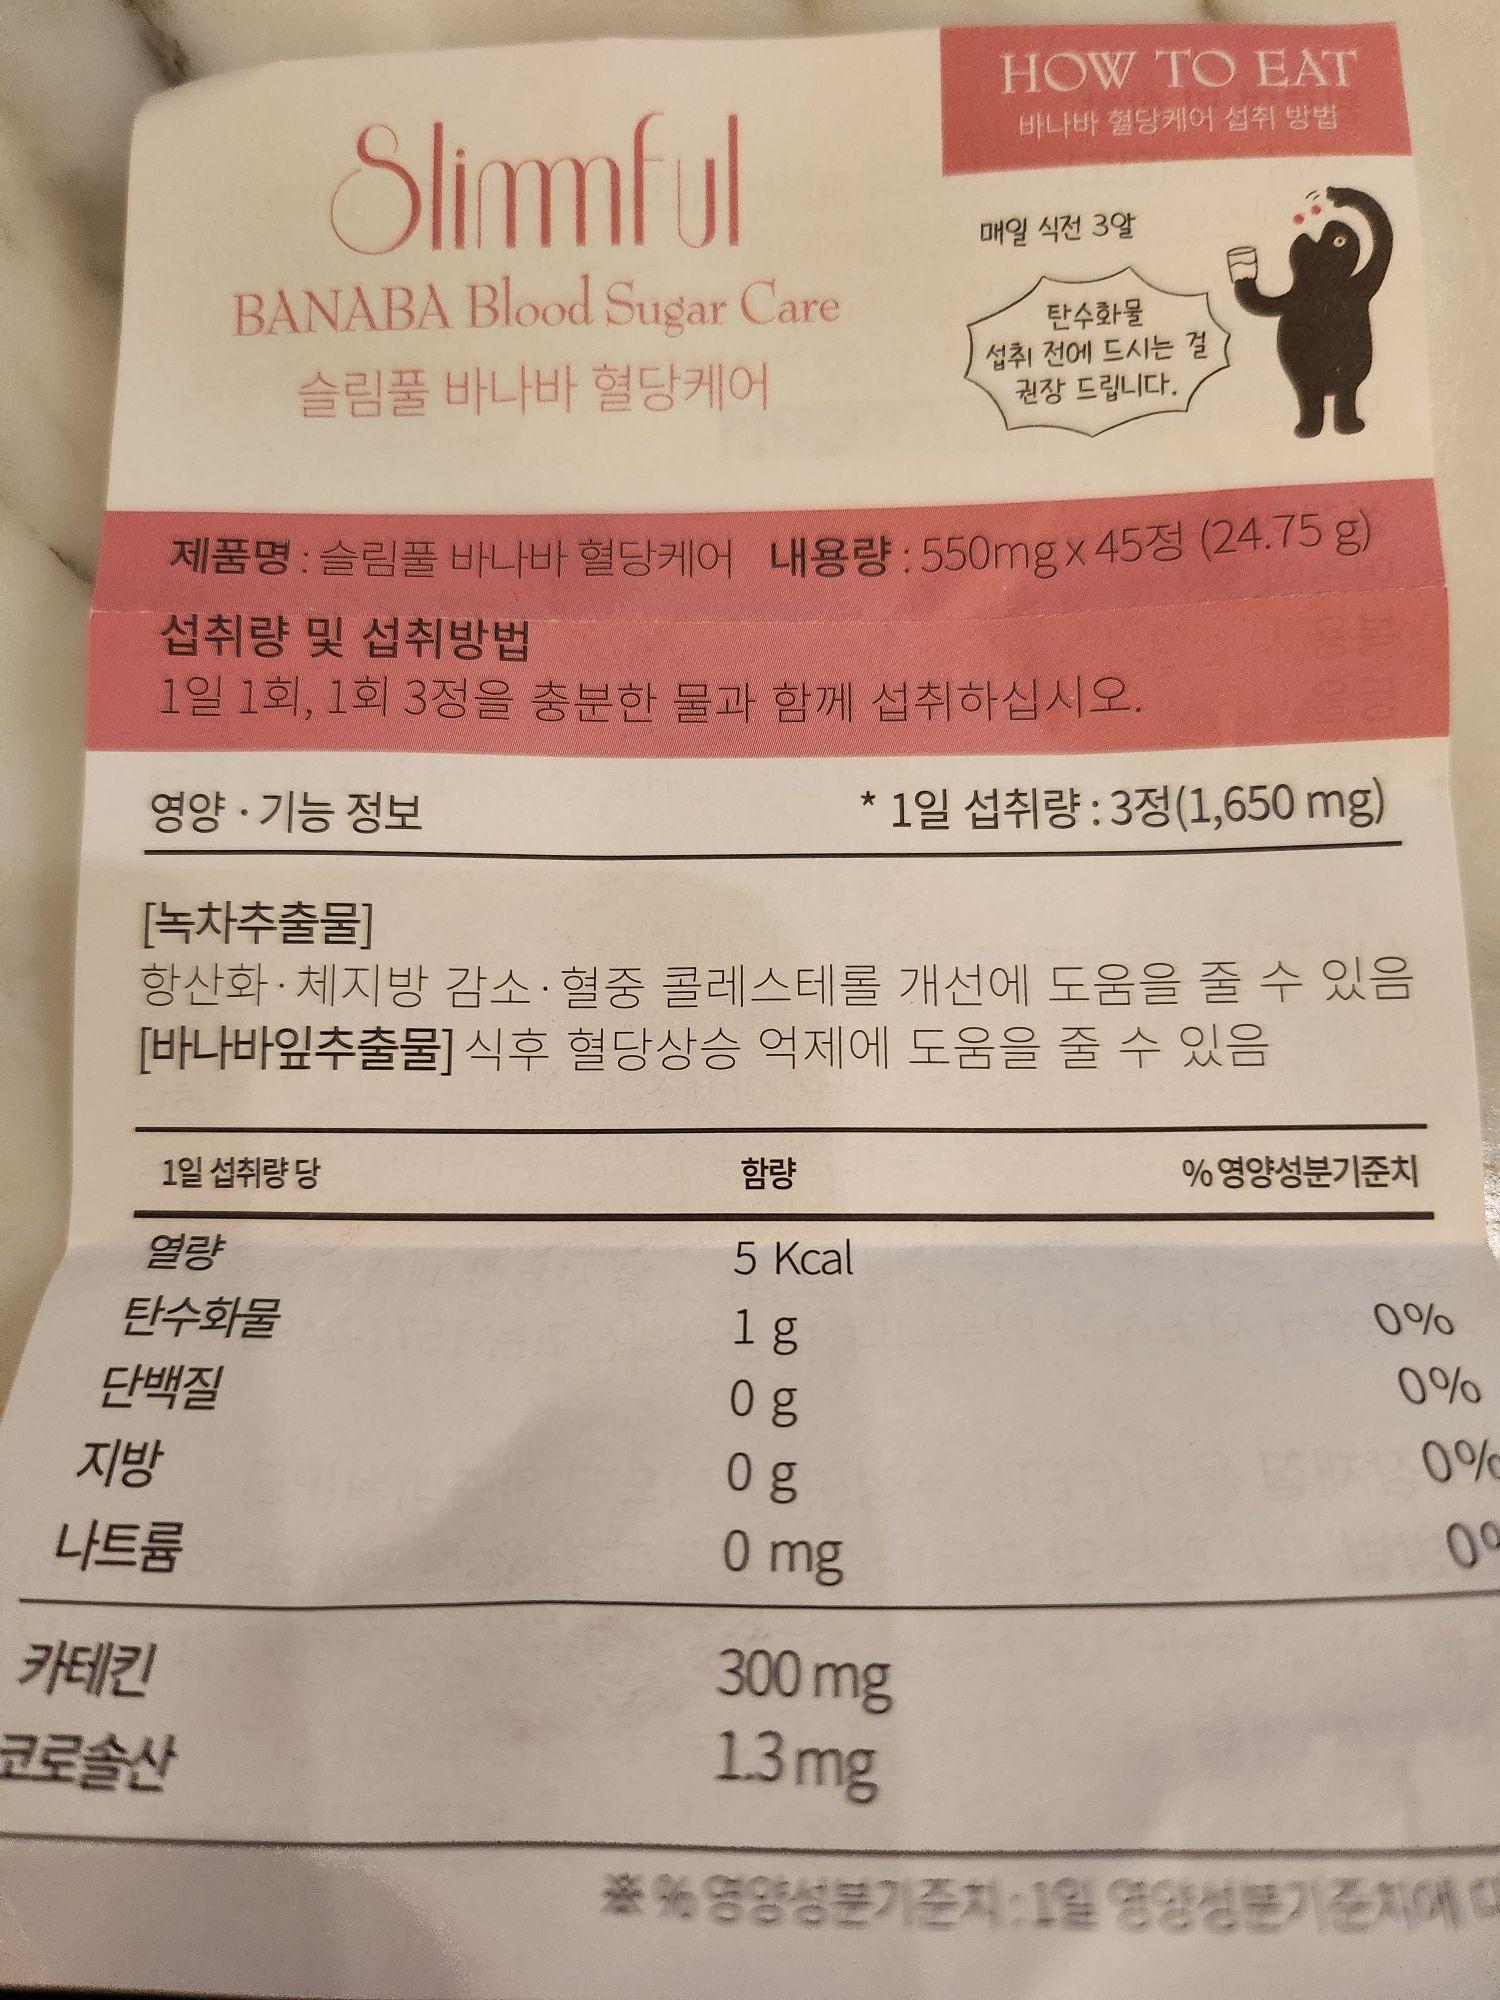 HOW TO EAT
바나바 혈당케어 섭취 방법
Slimmful
BANABA Blood Sugar Care
슬림풀 바나바 혈당케어
매일 식전 3알
탄수화물
섭취 전에 드시는 걸
권장 드립니다.
제품명 : 슬림풀 바나바 혈당케어 내용량 : 550mg x 45정 (24.75 g)
섭취량 및 섭취방법
1일 1회, 1회 3정을 충분한 물과 함께 섭취하십시오.
영양 · 기능 정보 * 1일 섭취량 : 3정(1,650 mg)
[녹차추출물]
항산화 · 체지방 감소 · 혈중 콜레스테롤 개선에 도움을 줄 수 있음
[바나바잎추출물] 식후 혈당상승 억제에 도움을 줄 수 있음
1일 섭취량 당 함량 % 영양성분기준치
열량 5 Kcal
탄수화물 1 g 0%
단백질 0 g 0%
지방 0 g 0%
나트륨 0 mg 0%
카테킨 300 mg
코로솔산 1.3 mg
※ % 영양성분기준치 : 1일 영양성분기준치에